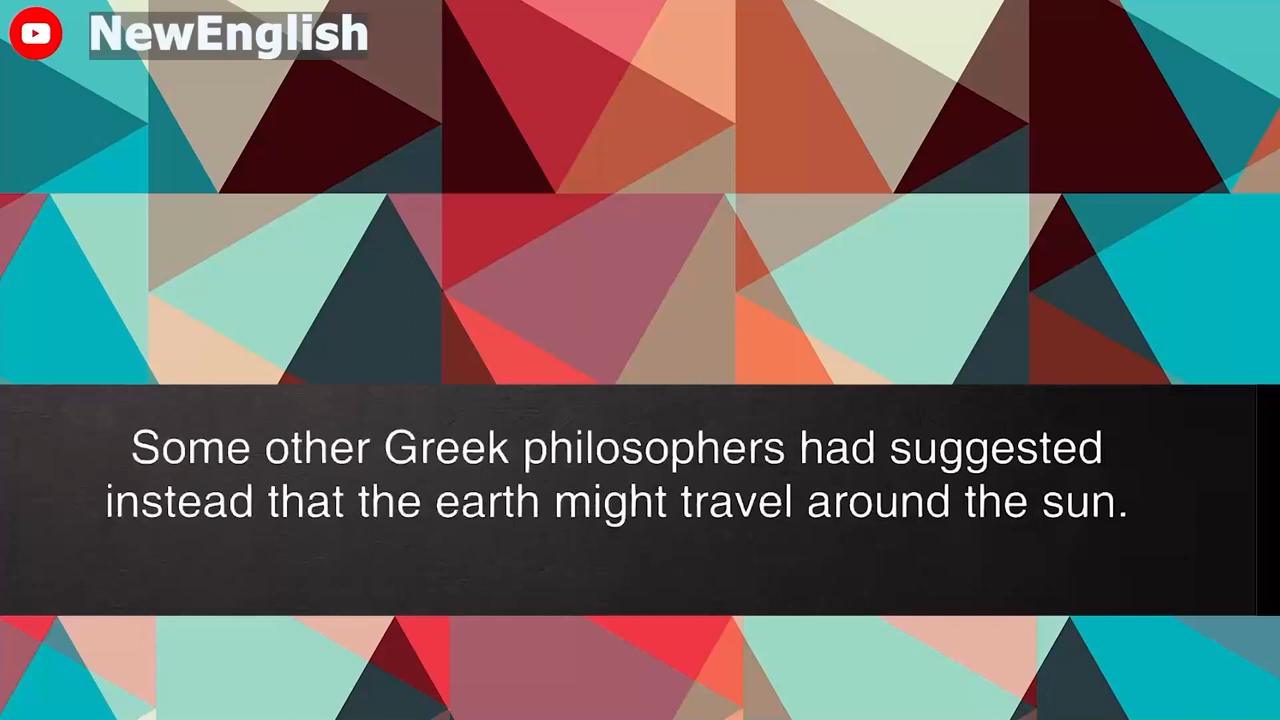 NewEnglish
Some other Greek philosophers had suggested
instead that the earth might travel around the sun.